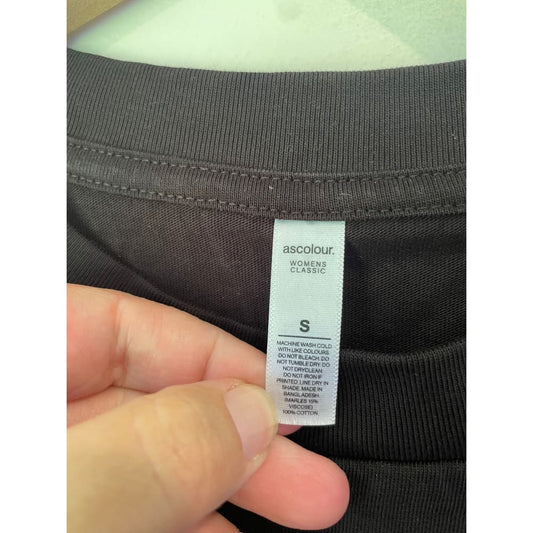 ascolour.
WOMENS
CLASSIC
S
MACHINE WASH COLD
WITH LIKE COLOURS.
DO NOT BLEACH. DO
NOT TUMBLE DRY. DO
NOT DRYCLEAN.
DO NOT IRON IF
PRINTED. LINE DRY IN
SHADE. MADE IN
BANGLADESH.
(MARLES 15%
VISCOSE)
100% COTTON